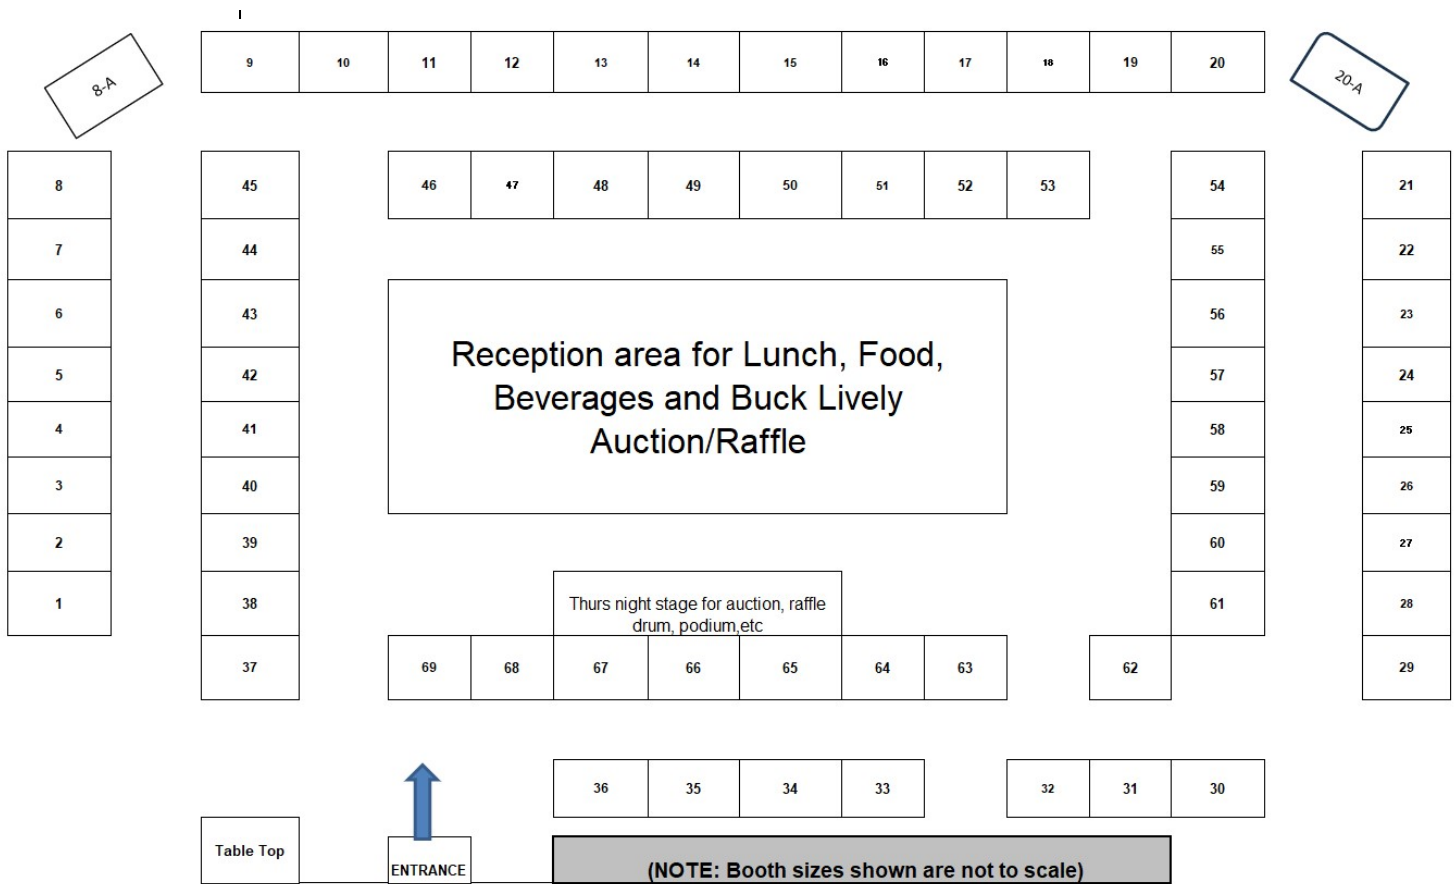 I
8-A
9 10 11 12 13 14 15 16 17 18 19 20
20-A
8 45 46 47 48 49 50 51 52 53 54 21
7 44 55 22
6 43 56 23
Reception area for Lunch, Food,
Beverages and Buck Lively
Auction/Raffle
5 42 57 24
4 41 58 25
3 40 59 26
2 39 60 27
1 38 61 28
Thurs night stage for auction, raffle
drum, podium,etc
37 69 68 67 66 65 64 63 62 29
36 35 34 33 32 31 30
Table Top
ENTRANCE
(NOTE: Booth sizes shown are not to scale)